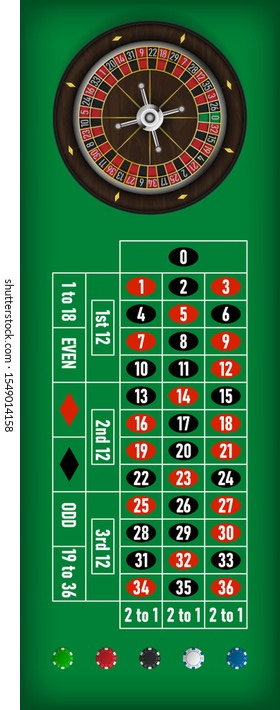 0
1 2 3
4 5 6
7 8 9
10 11 12
13 14 15
16 17 18
19 20 21
22 23 24
25 26 27
28 29 30
31 32 33
34 35 36
2 to 1 2 to 1 2 to 1
1st 12
2nd 12
3rd 12
1 to 18
EVEN
ODD
19 to 36
shutterstock.com · 1549014158